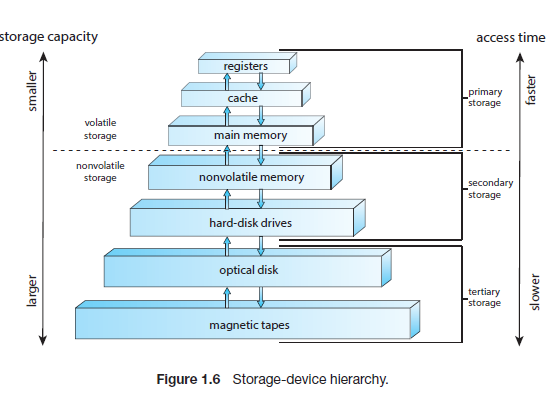 storage capacity
access time
smaller
faster
registers
cache
primary
storage
volatile
storage
main memory
nonvolatile
storage
nonvolatile memory
secondary
storage
hard-disk drives
optical disk
larger
slower
tertiary
storage
magnetic tapes
Figure 1.6 Storage-device hierarchy.